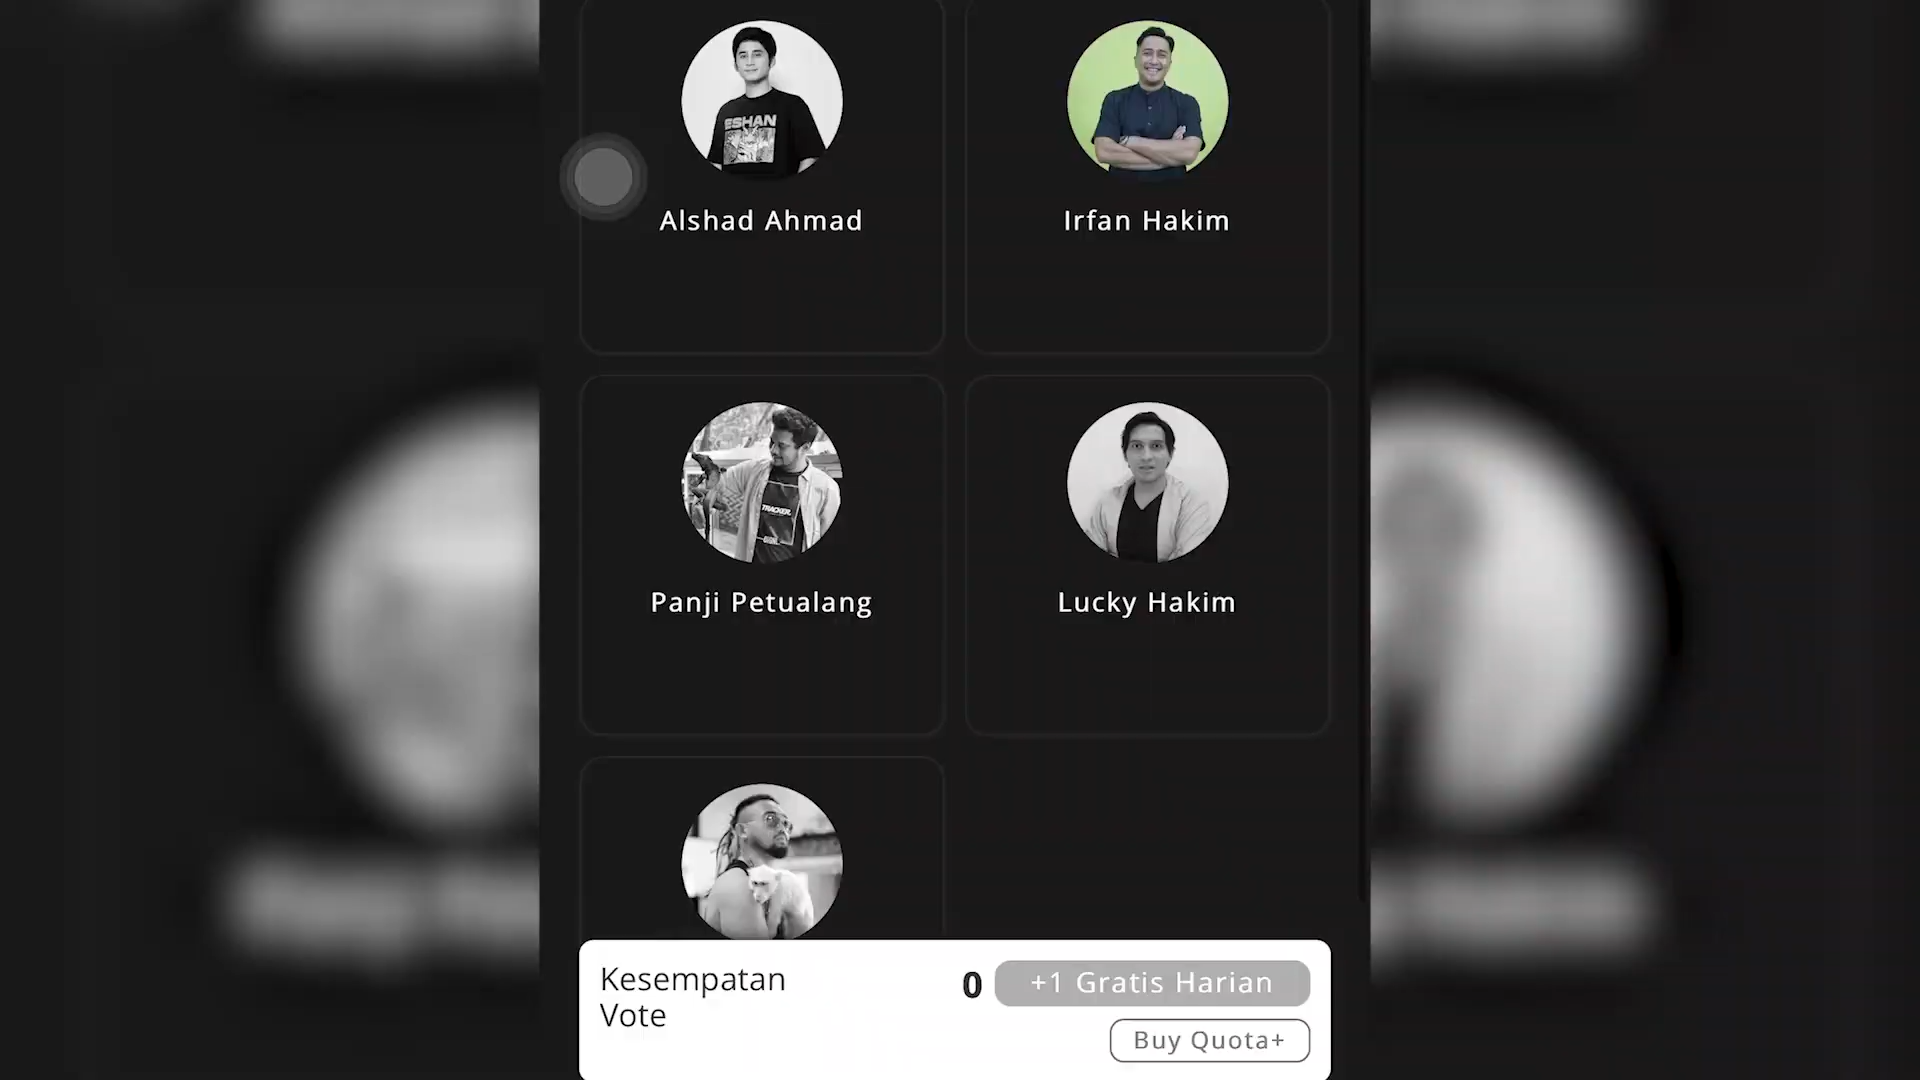 ESHAN
Alshad Ahmad
Irfan Hakim
TRACKER.
Panji Petualang
Lucky Hakim
Kesempatan
Vote
0
+1 Gratis Harian
Buy Quota+